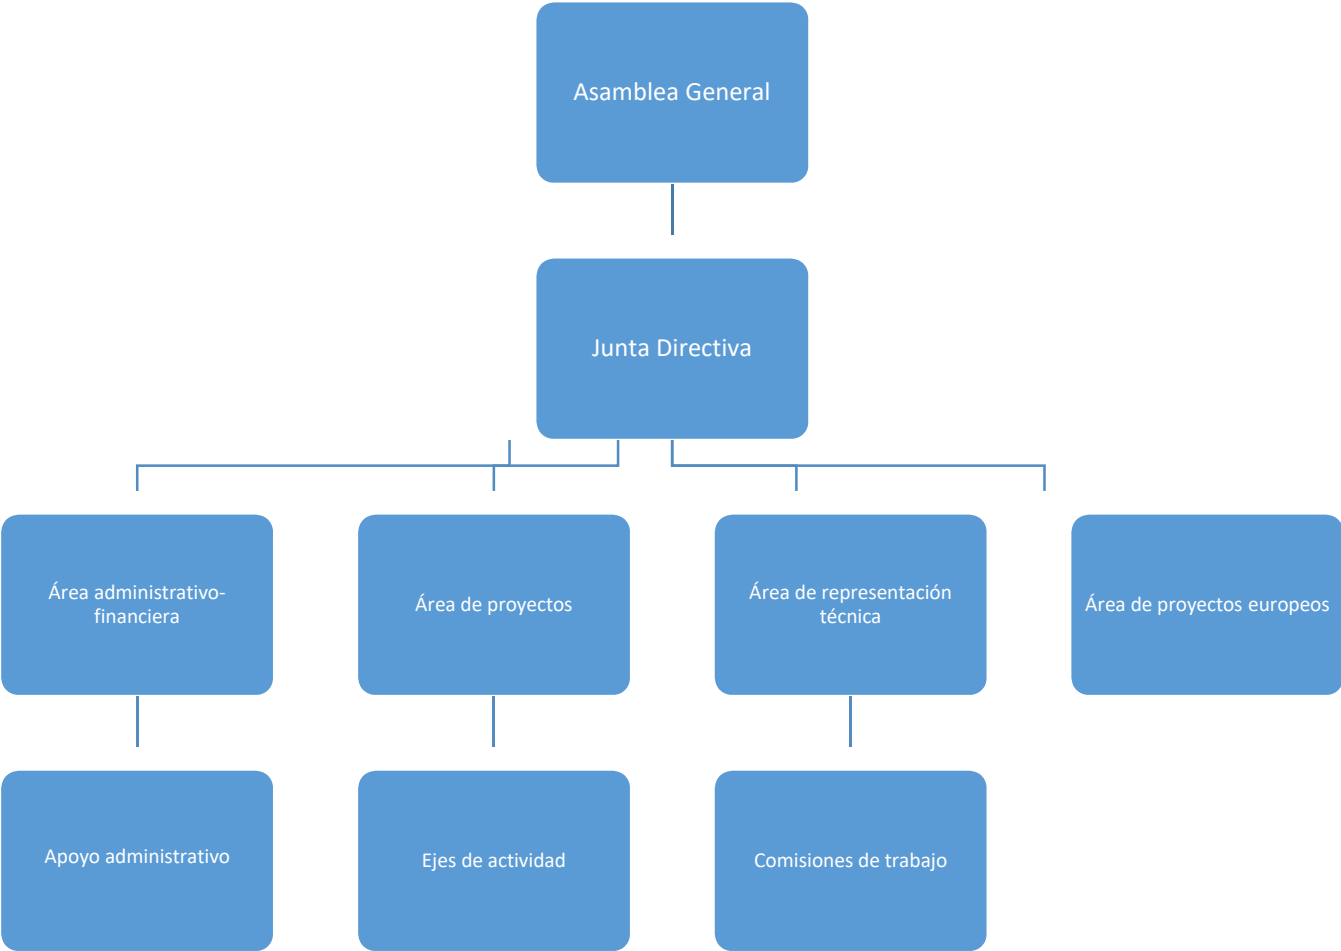 Asamblea General
Junta Directiva
Área administrativo-
financiera
Área de proyectos
Área de representación
técnica
Área de proyectos europeos
Apoyo administrativo
Ejes de actividad
Comisiones de trabajo